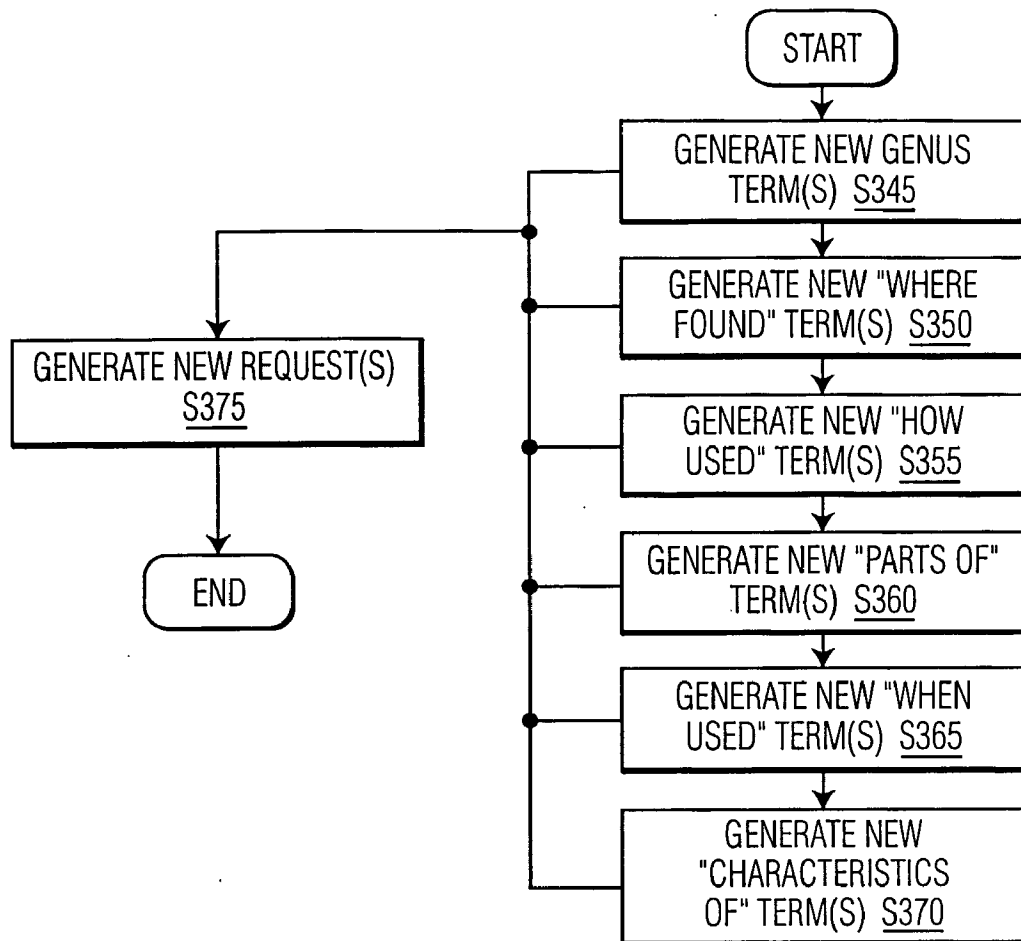 START
GENERATE NEW GENUS
TERM(S) S345
GENERATE NEW "WHERE
FOUND" TERM(S) S350
GENERATE NEW "HOW
USED" TERM(S) S355
GENERATE NEW "PARTS OF"
TERM(S) S360
GENERATE NEW "WHEN
USED" TERM(S) S365
GENERATE NEW
"CHARACTERISTICS
OF" TERM(S) S370
GENERATE NEW REQUEST(S)
S375
END